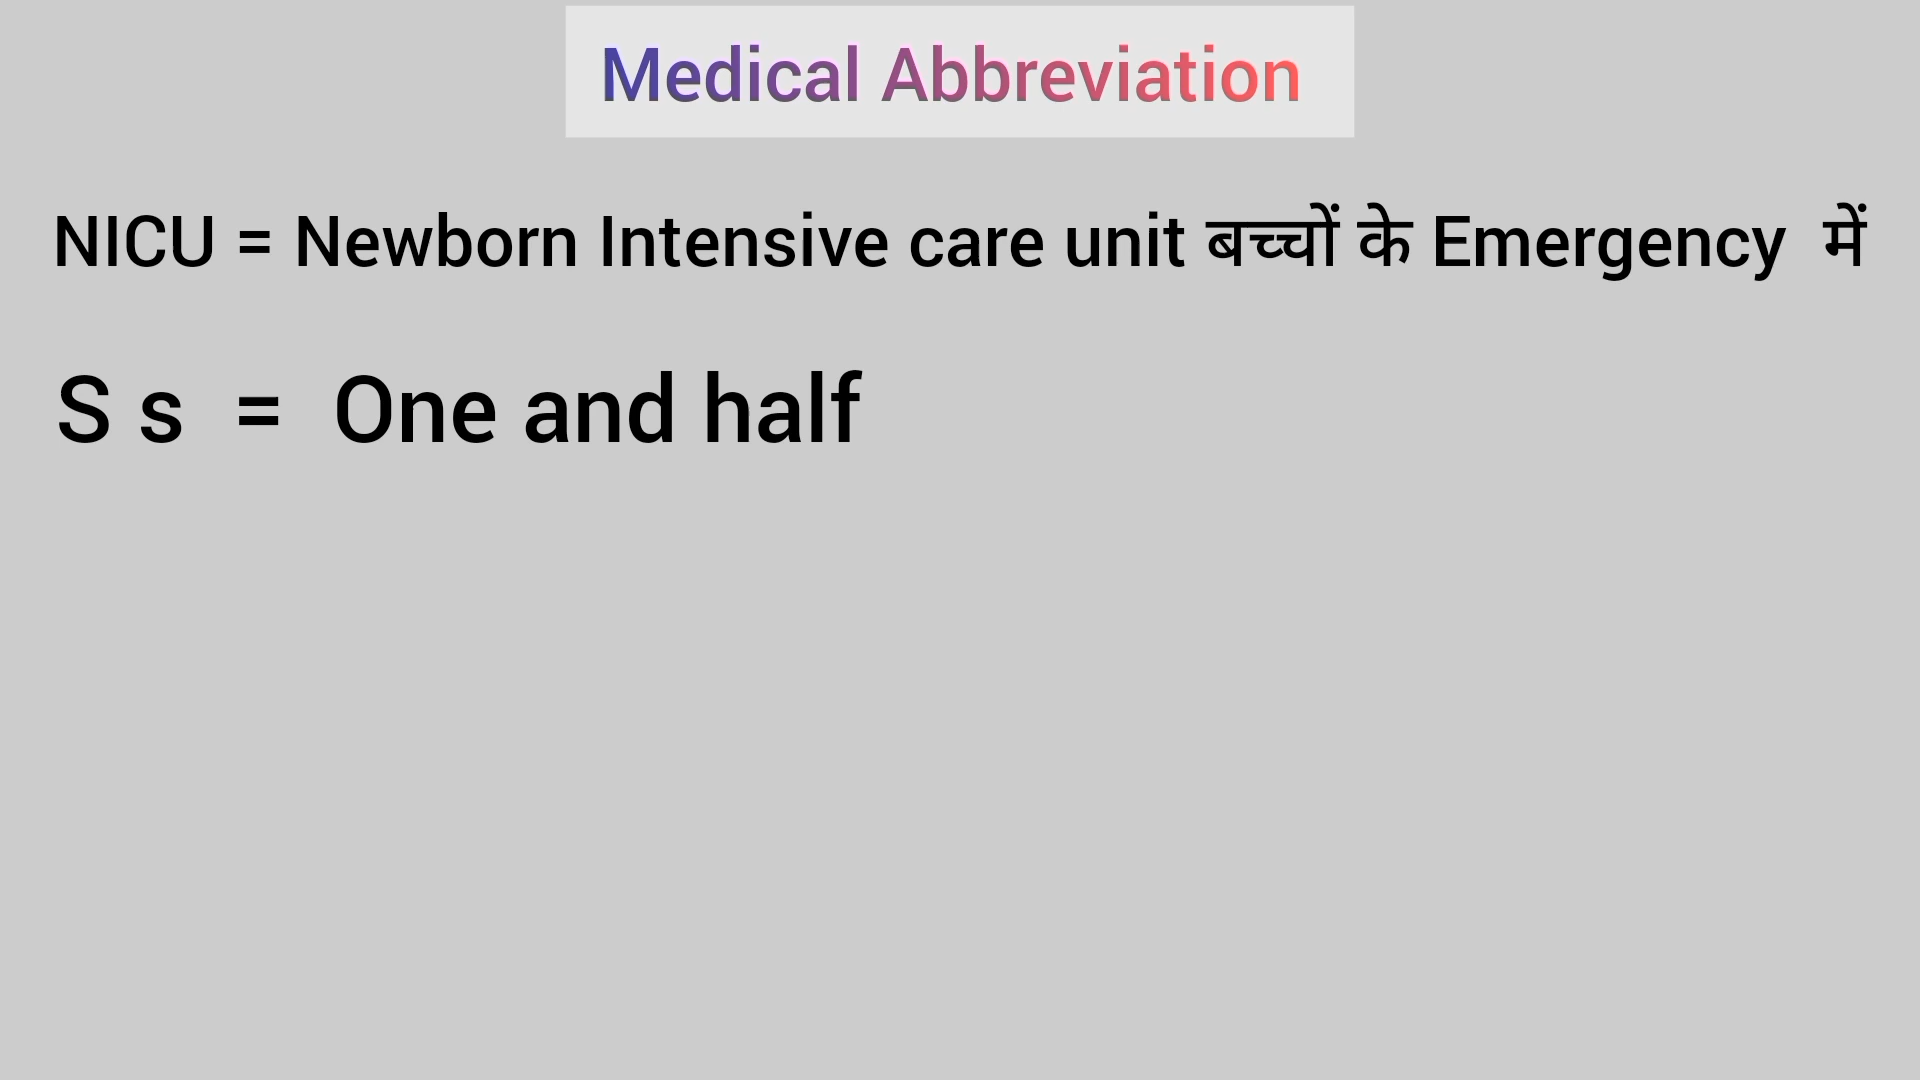 Medical Abbreviation
NICU = Newborn Intensive care unit बच्चों के Emergency में
S s = One and half